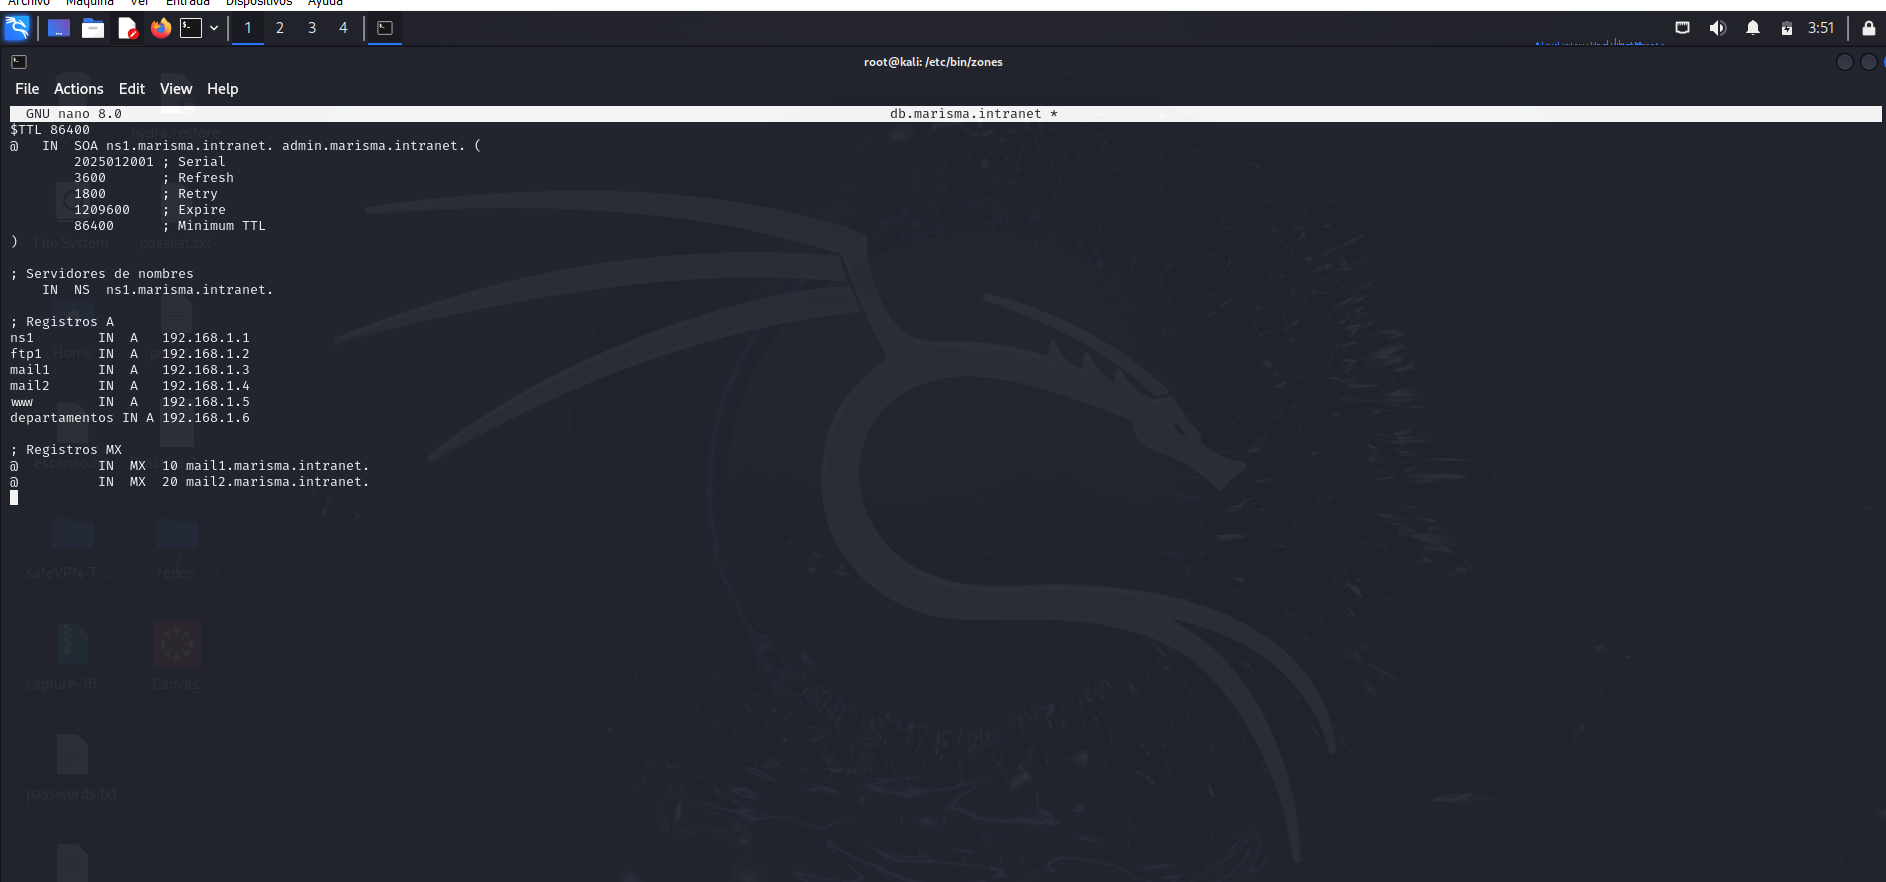 Archivo Máquina Ver Entrada Dispositivos Ayuda
1 2 3 4 3:51
root@kali: /etc/bin/zones
File Actions Edit View Help
GNU nano 8.0 db.marisma.intranet *
$TTL 86400
@ IN SOA ns1.marisma.intranet. admin.marisma.intranet. (
2025012001 ; Serial
3600 ; Refresh
1800 ; Retry
1209600 ; Expire
86400 ; Minimum TTL
)
; Servidores de nombres
IN NS ns1.marisma.intranet.
; Registros A
ns1 IN A 192.168.1.1
ftp1 IN A 192.168.1.2
mail1 IN A 192.168.1.3
mail2 IN A 192.168.1.4
www IN A 192.168.1.5
departamentos IN A 192.168.1.6
; Registros MX
@ IN MX 10 mail1.marisma.intranet.
@ IN MX 20 mail2.marisma.intranet.
hydra.restore
File System passlist.txt
Home
safeVPN-T... redes
capture-16... Canvas
passwords.txt